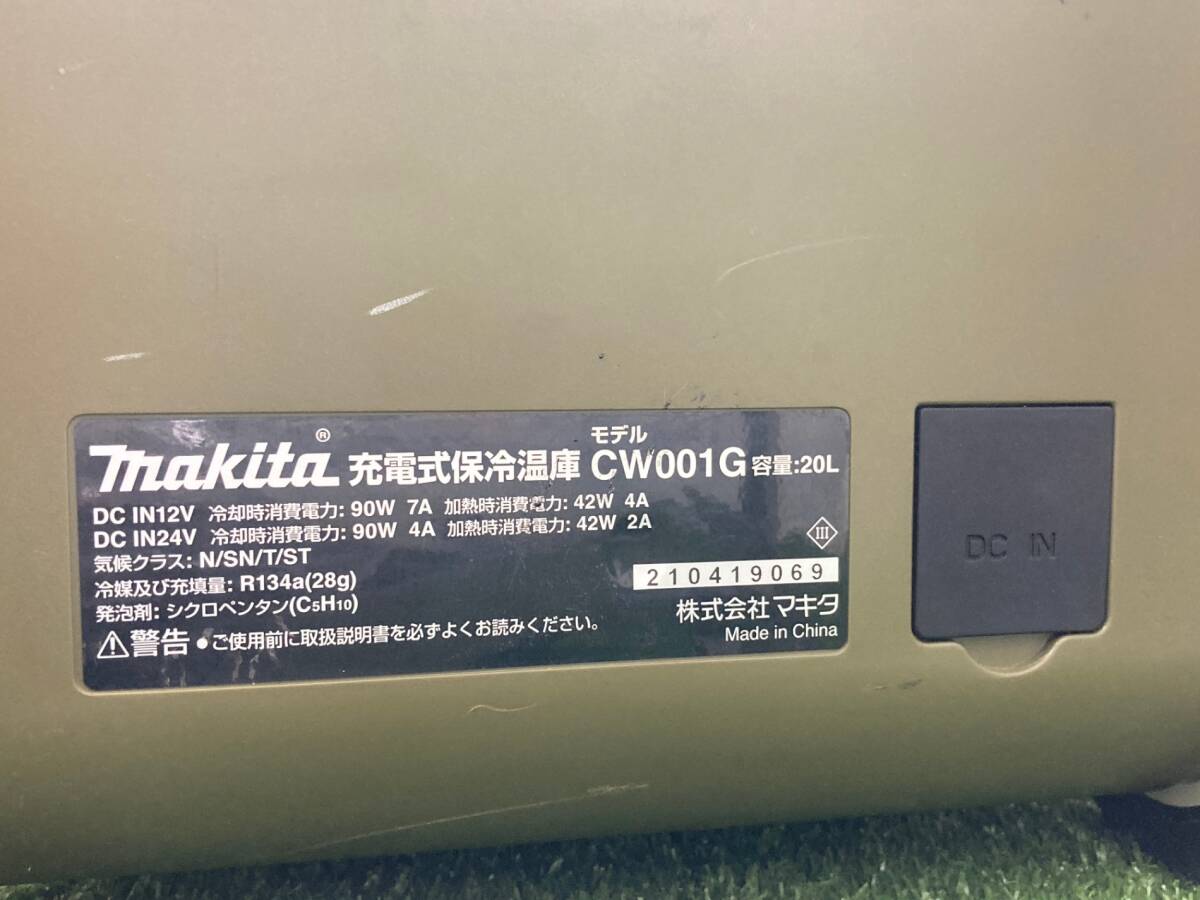 makita® 充電式保冷温庫 モデル CW001G 容量:20L
DC IN12V 冷却時消費電力: 90W 7A 加熱時消費電力: 42W 4A
DC IN24V 冷却時消費電力: 90W 4A 加熱時消費電力: 42W 2A
気候クラス: N/SN/T/ST
III
冷媒及び充填量: R134a(28g)
210419069
発泡剤: シクロペンタン(C5H10)
株式会社マキタ
⚠警告 ●ご使用前に取扱説明書を必ずよくお読みください。
Made in China
DC IN